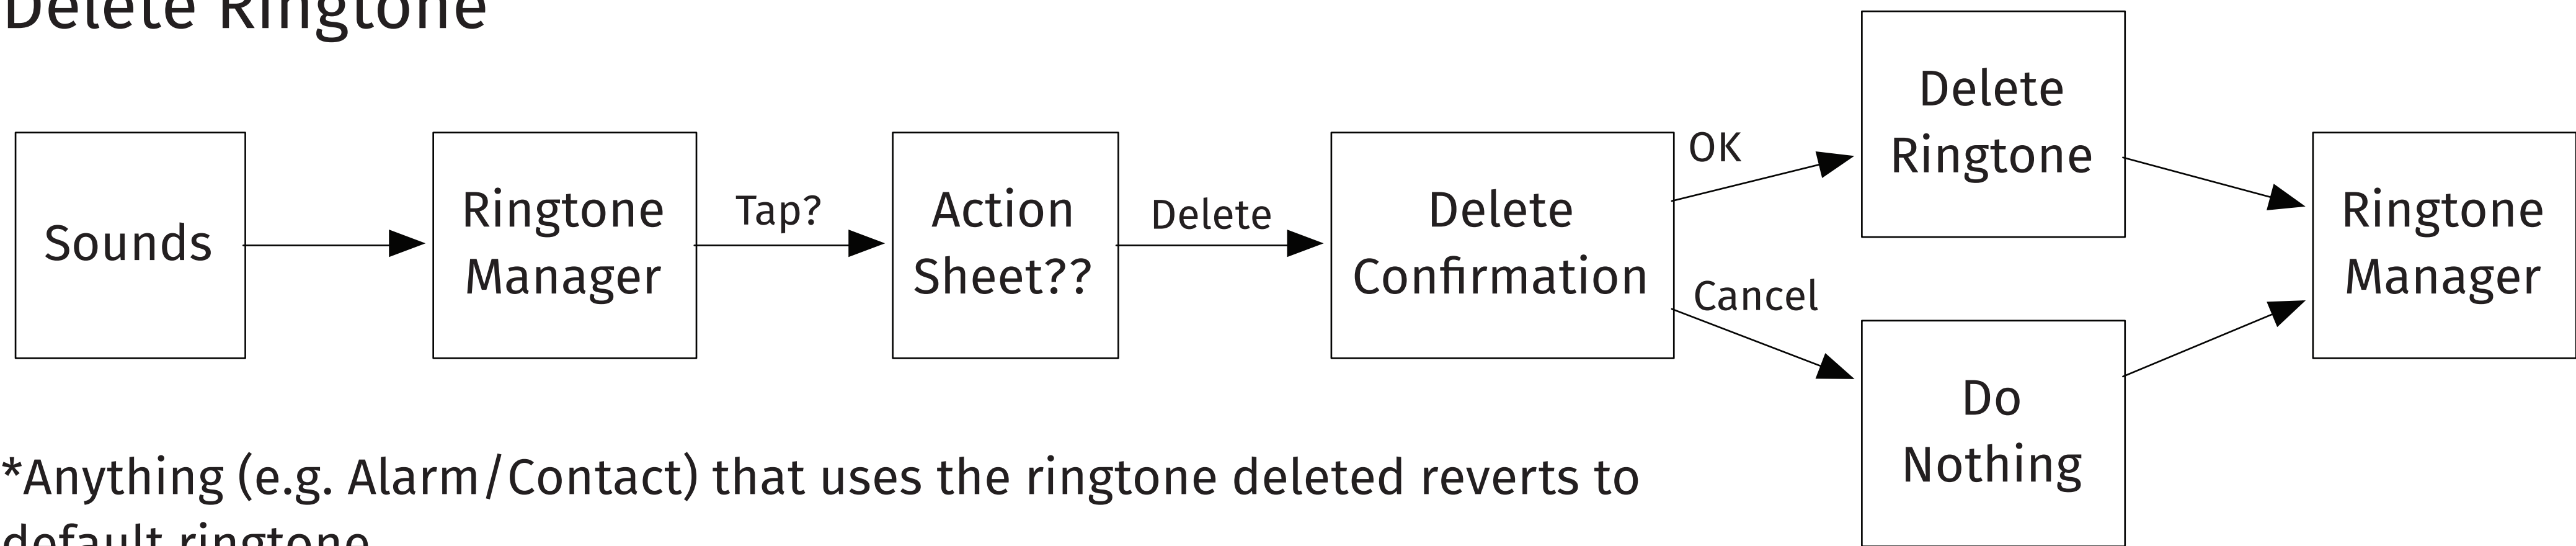 Delete Ringtone
Sounds
Ringtone
Manager
Tap?
Action
Sheet??
Delete
Delete
Confirmation
OK
Cancel
Delete
Ringtone
Do
Nothing
Ringtone
Manager
*Anything (e.g. Alarm/Contact) that uses the ringtone deleted reverts to
default ringtone